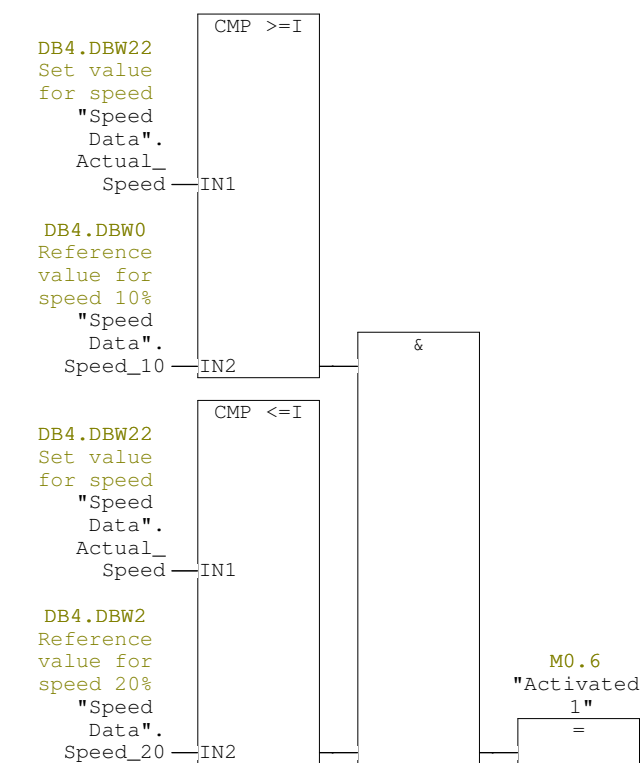 CMP >=I
DB4.DBW22
Set value
for speed
"Speed
Data".
Actual_
Speed
IN1
DB4.DBW0
Reference
value for
speed 10%
"Speed
Data".
Speed_10
IN2
&
CMP <=I
DB4.DBW22
Set value
for speed
"Speed
Data".
Actual_
Speed
IN1
DB4.DBW2
Reference
value for
speed 20%
"Speed
Data".
Speed_20
IN2
M0.6
"Activated
1"
=